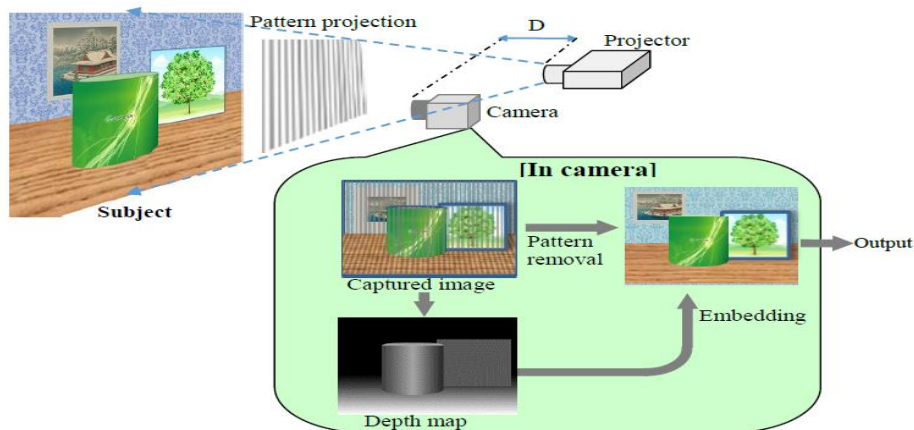 Pattern projection
D
Projector
Camera
Subject
[In camera]
Captured image
Pattern
removal
Output
Embedding
Depth map